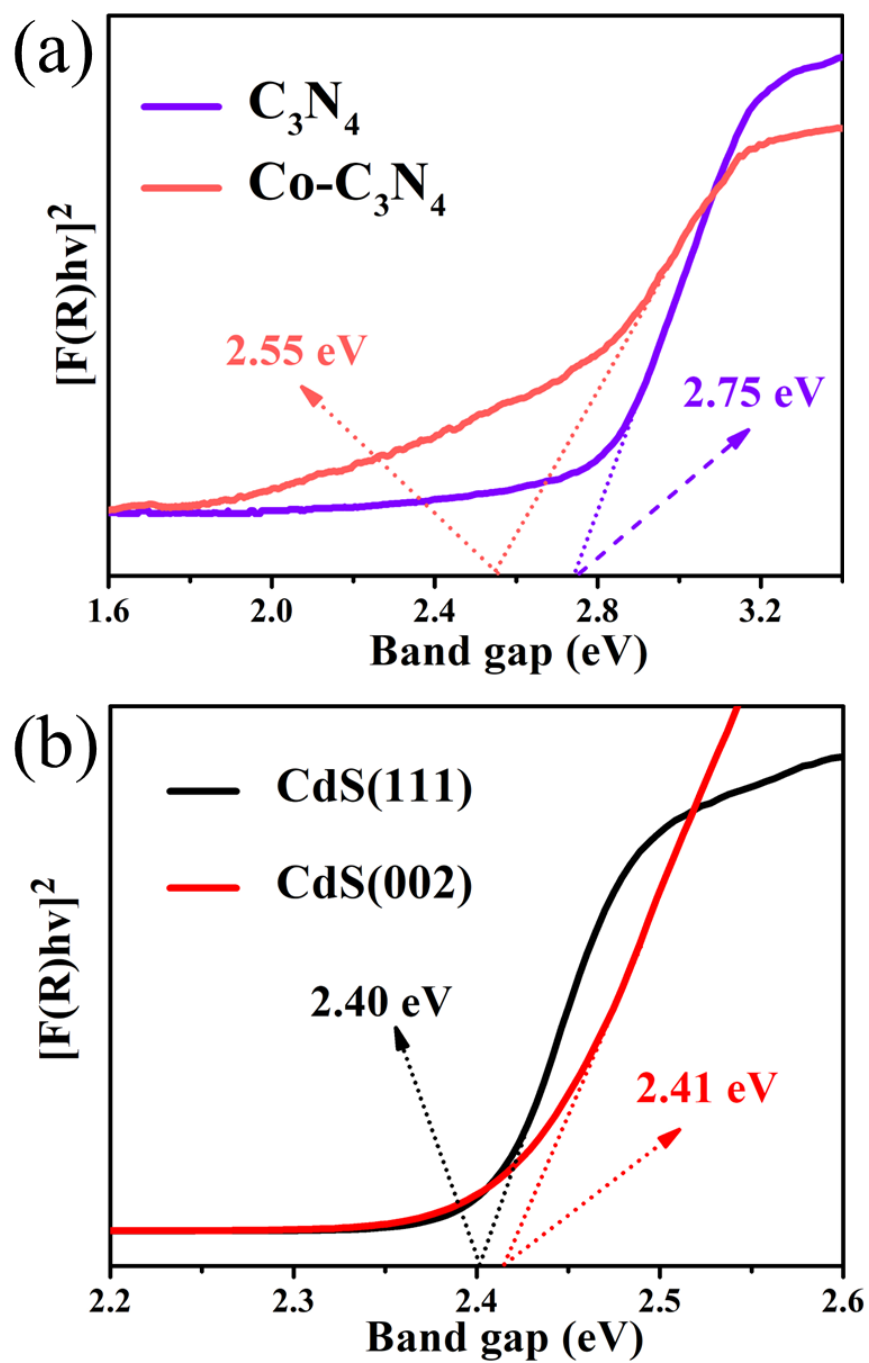 (a)
C₃N₄
Co-C₃N₄
[F(R)hv]²
2.55 eV
2.75 eV
1.6 2.0 2.4 2.8 3.2
Band gap (eV)
(b)
CdS(111)
CdS(002)
[F(R)hv]²
2.40 eV
2.41 eV
2.2 2.3 2.4 2.5 2.6
Band gap (eV)